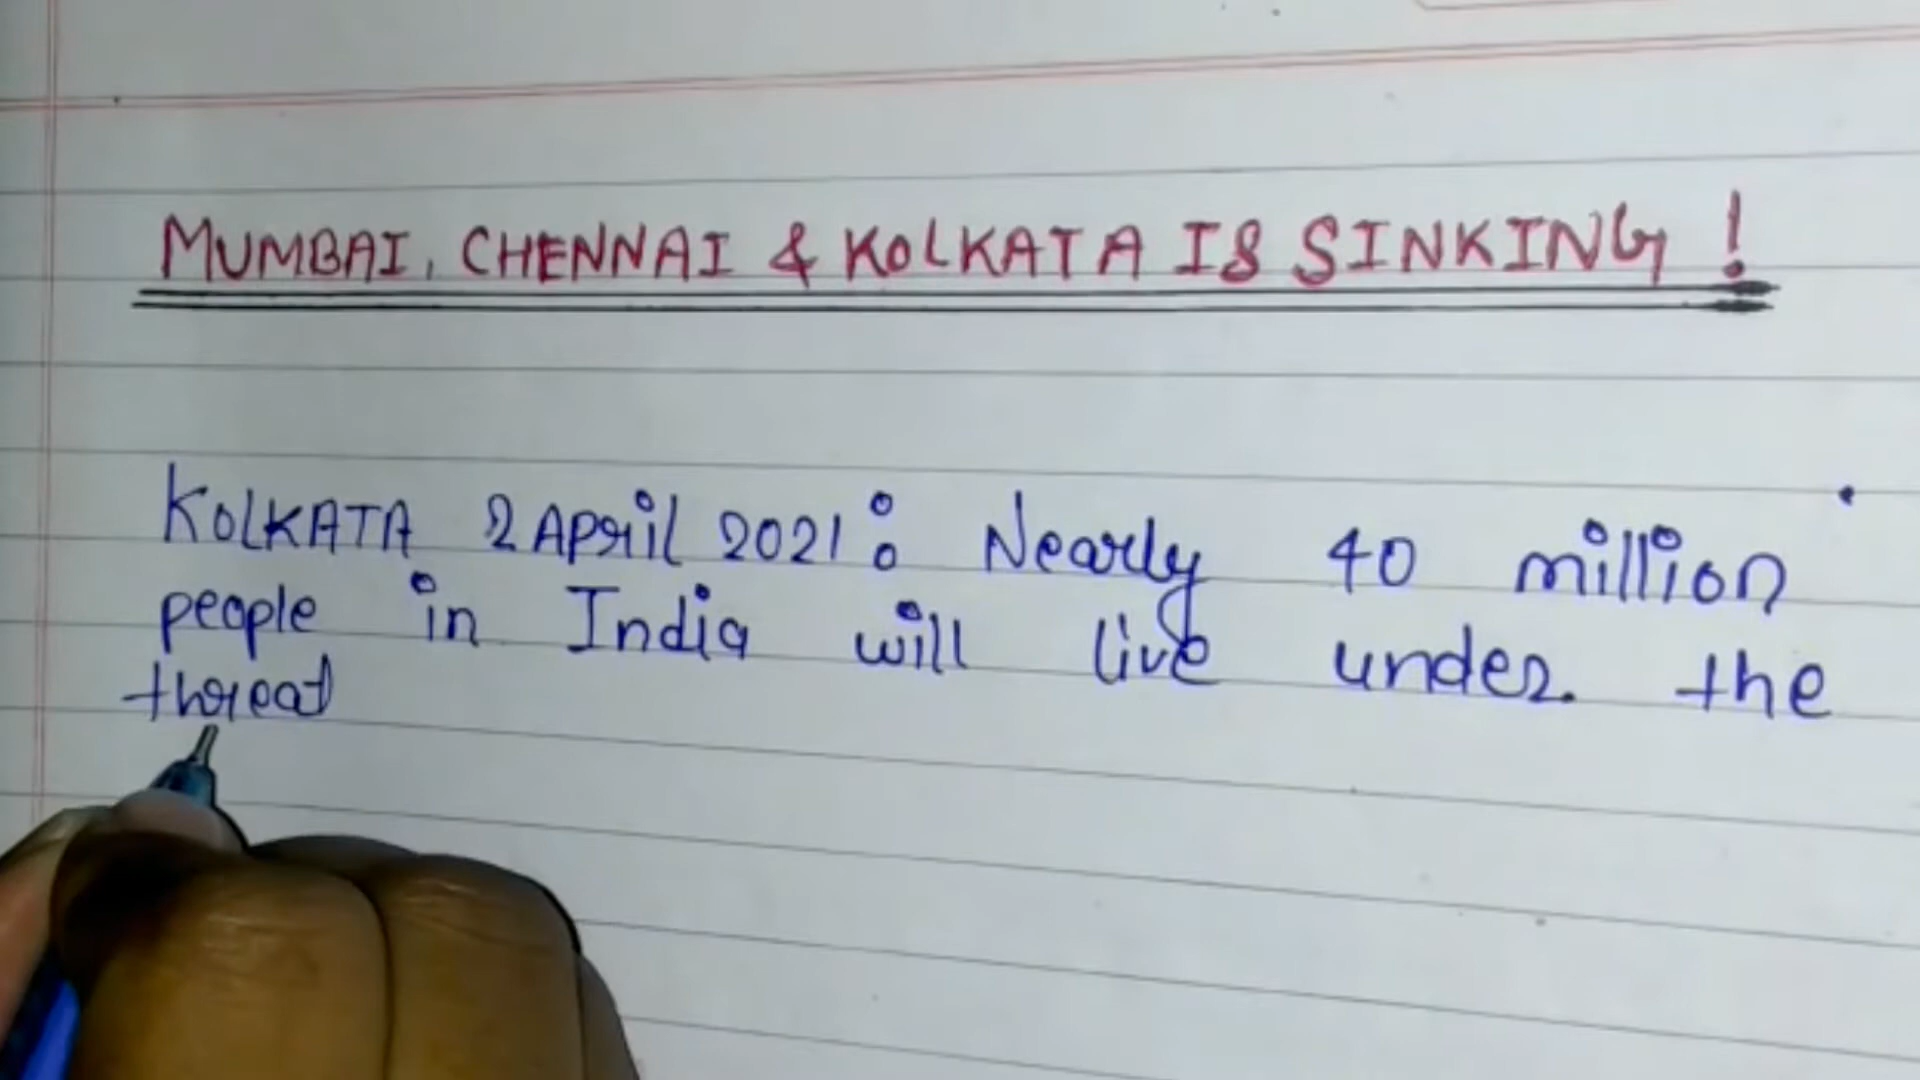 MUMBAI, CHENNAI & KOLKATA IS SINKING!
KOLKATA 2 April 2021: Nearly 40 million
people in India will live under the
threat